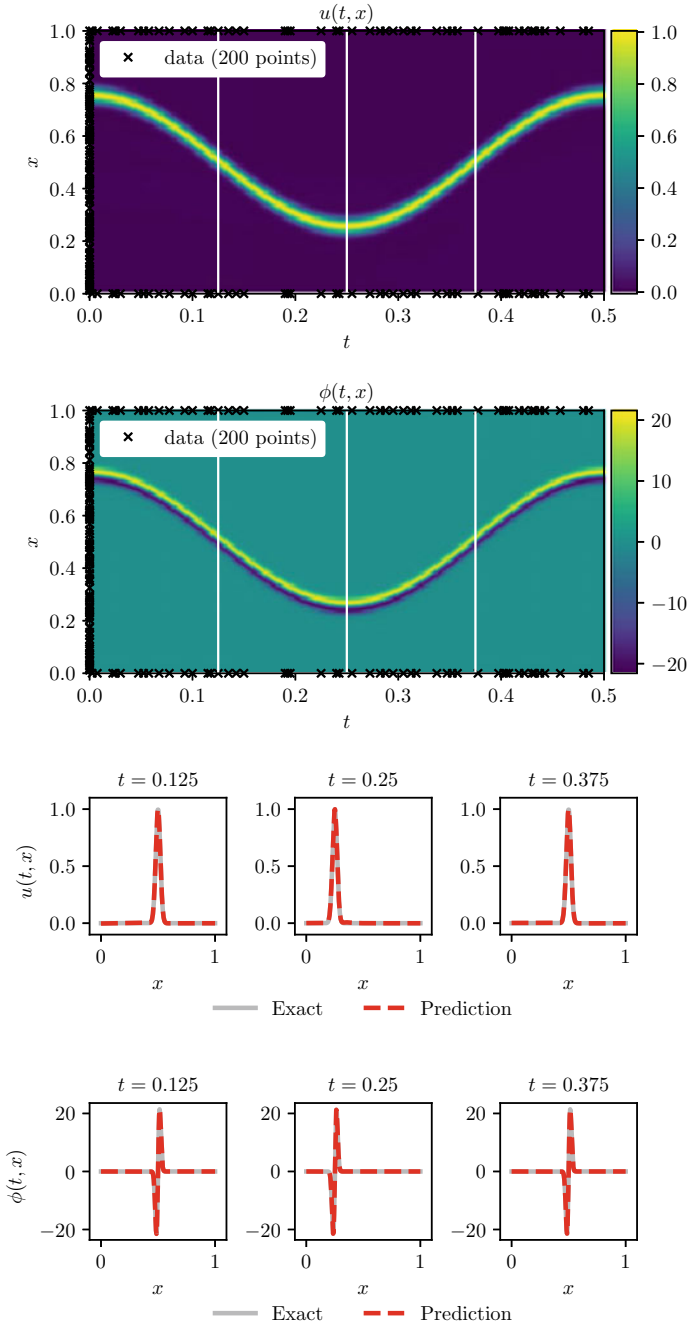 u(t, x)
1.0
0.8
0.6
0.4
0.2
0.0
x
data (200 points)
1.0
0.8
0.6
0.4
0.2
0.0
0.0 0.1 0.2 0.3 0.4 0.5
t
ϕ(t, x)
1.0
0.8
0.6
0.4
0.2
0.0
x
data (200 points)
20
10
0
−10
−20
0.0 0.1 0.2 0.3 0.4 0.5
t
t = 0.125 t = 0.25 t = 0.375
u(t, x)
1.0 1.0 1.0
0.5 0.5 0.5
0.0 0.0 0.0
0 1 0 1 0 1
x x x
Exact Prediction
t = 0.125 t = 0.25 t = 0.375
ϕ(t, x)
20 20 20
0 0 0
−20 −20 −20
0 1 0 1 0 1
x x x
Exact Prediction